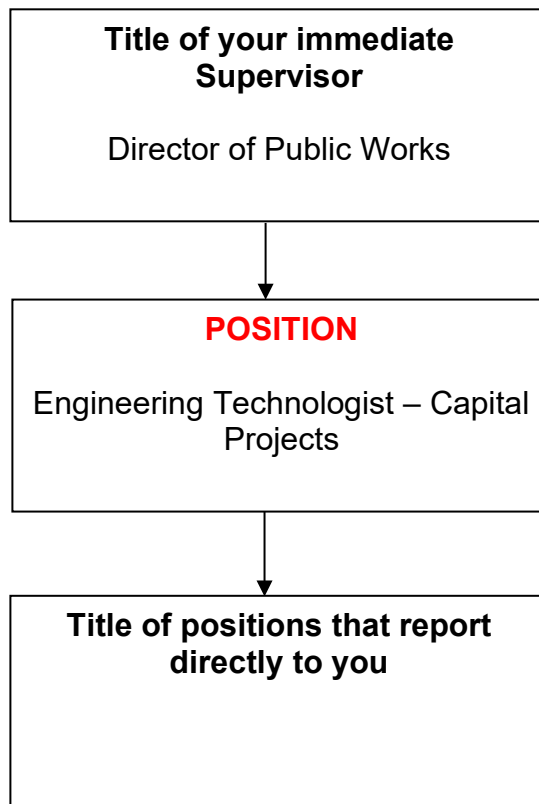 Title of your immediate
Supervisor
Director of Public Works
POSITION
Engineering Technologist – Capital
Projects
Title of positions that report
directly to you